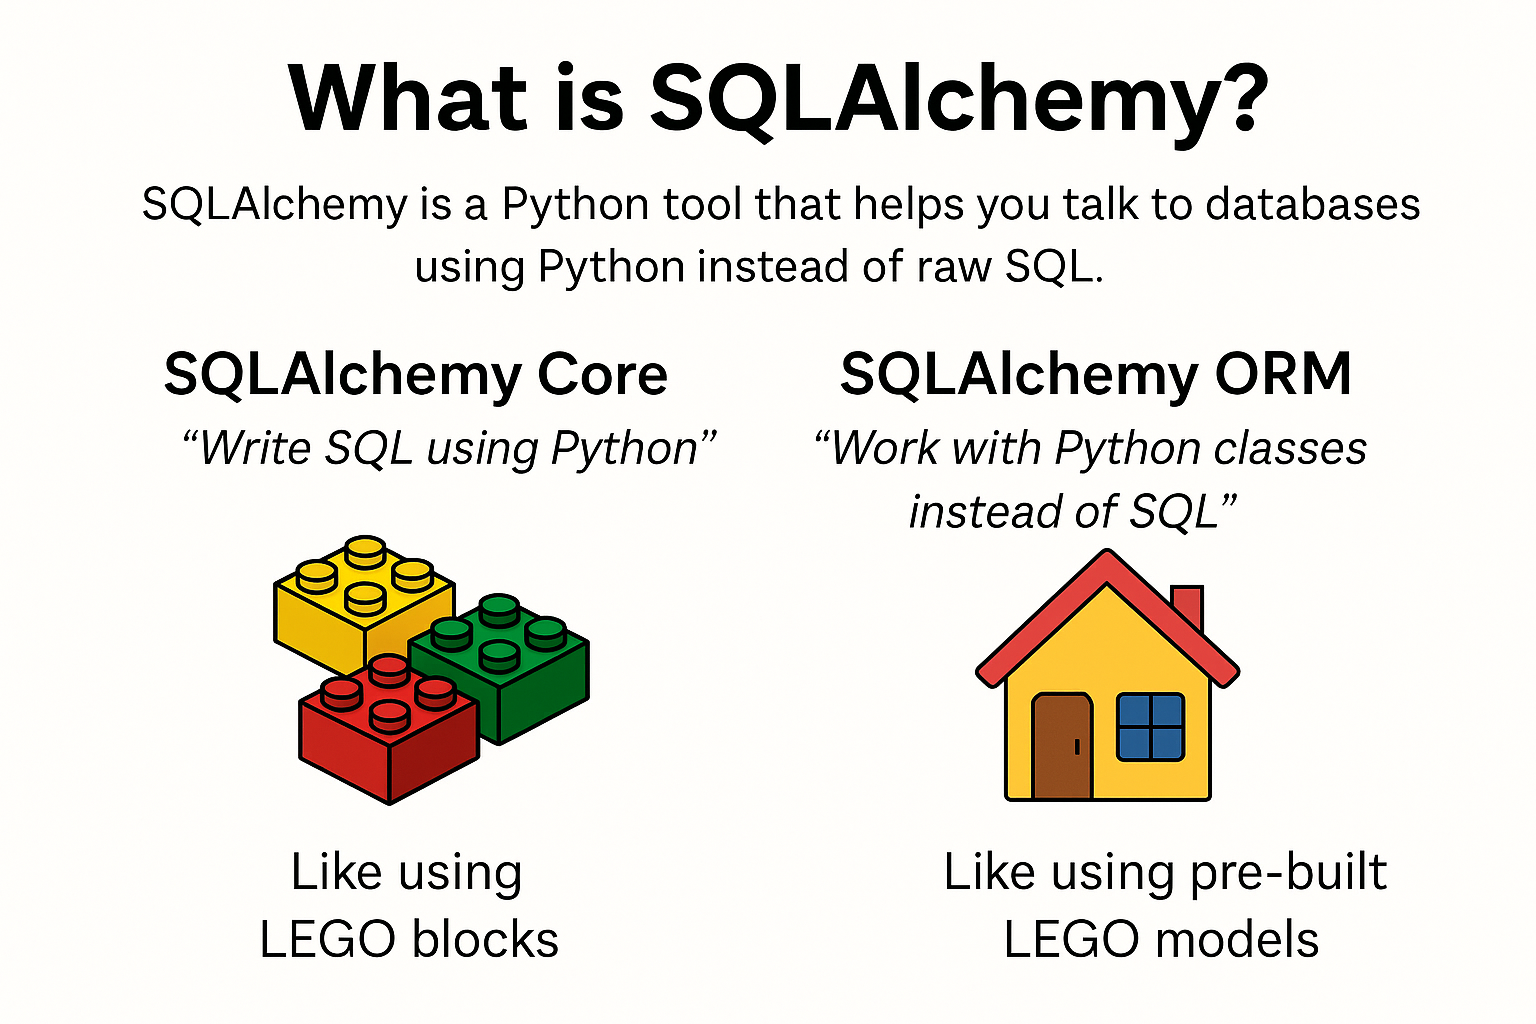 What is SQLAlchemy?
SQLAlchemy is a Python tool that helps you talk to databases
using Python instead of raw SQL.
SQLAlchemy Core
“Write SQL using Python”
Like using
LEGO blocks
SQLAlchemy ORM
“Work with Python classes
instead of SQL”
Like using pre-built
LEGO models